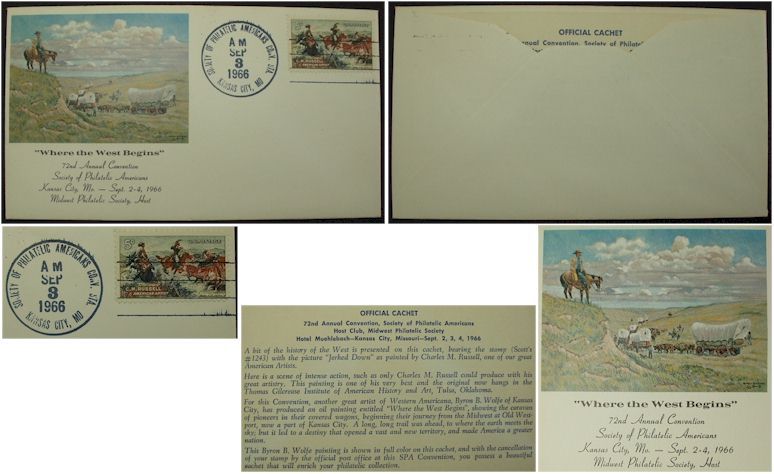 SOCIETY OF PHILATELIC AMERICANS CONV. STA.
AM
SEP
3
1966
KANSAS CITY, MO
C. M. RUSSELL
"Where the West Begins"
72nd Annual Convention
Society of Philatelic Americans
Kansas City, Mo. — Sept. 2-4, 1966
Midwest Philatelic Society, Host
OFFICIAL CACHET
Annual Convention, Society of Philat
SOCIETY OF PHILATELIC AMERICANS CONV. STA.
AM
SEP
3
1966
KANSAS CITY, MO
5¢
C. M. RUSSELL
AMERICAN ARTIST
OFFICIAL CACHET
72nd Annual Convention, Society of Philatelic Americans
Host Club, Midwest Philatelic Society
Hotel Muehlebach—Kansas City, Missouri—Sept. 2, 3, 4, 1966
A bit of the history of the West is presented on this cachet, bearing the stamp (Scott's
#1243) with the picture "Jerked Down" as painted by Charles M. Russell, one of our great
American Artists.
Here is a scene of intense action, such as only Charles M. Russell could produce with his
great artistry. This painting is one of his very best and the original now hangs in the
Thomas Gilcrease Institute of American History and Art, Tulsa, Oklahoma.
For this Convention, another great artist of Western Americana, Byron B. Wolfe of Kansas
City, has produced an oil painting entitled "Where the West Begins", showing the caravan
of pioneers in their covered wagons, beginning their journey from the Midwest at Old West-
port, now a part of Kansas City. A long, long trail was ahead, to where the earth meets the
sky; but it led to a destiny that opened a vast and new territory, and made America a greater
nation.
This Byron B. Wolfe painting is shown in full color on this cachet, and with the cancellation
of your stamp by the official post office at this SPA Convention, you possess a beautiful
cachet that will enrich your philatelic collection.
"Where the West Begins"
72nd Annual Convention
Society of Philatelic Americans
Kansas City, Mo. — Sept. 2-4, 1966
Midwest Philatelic Society, Host